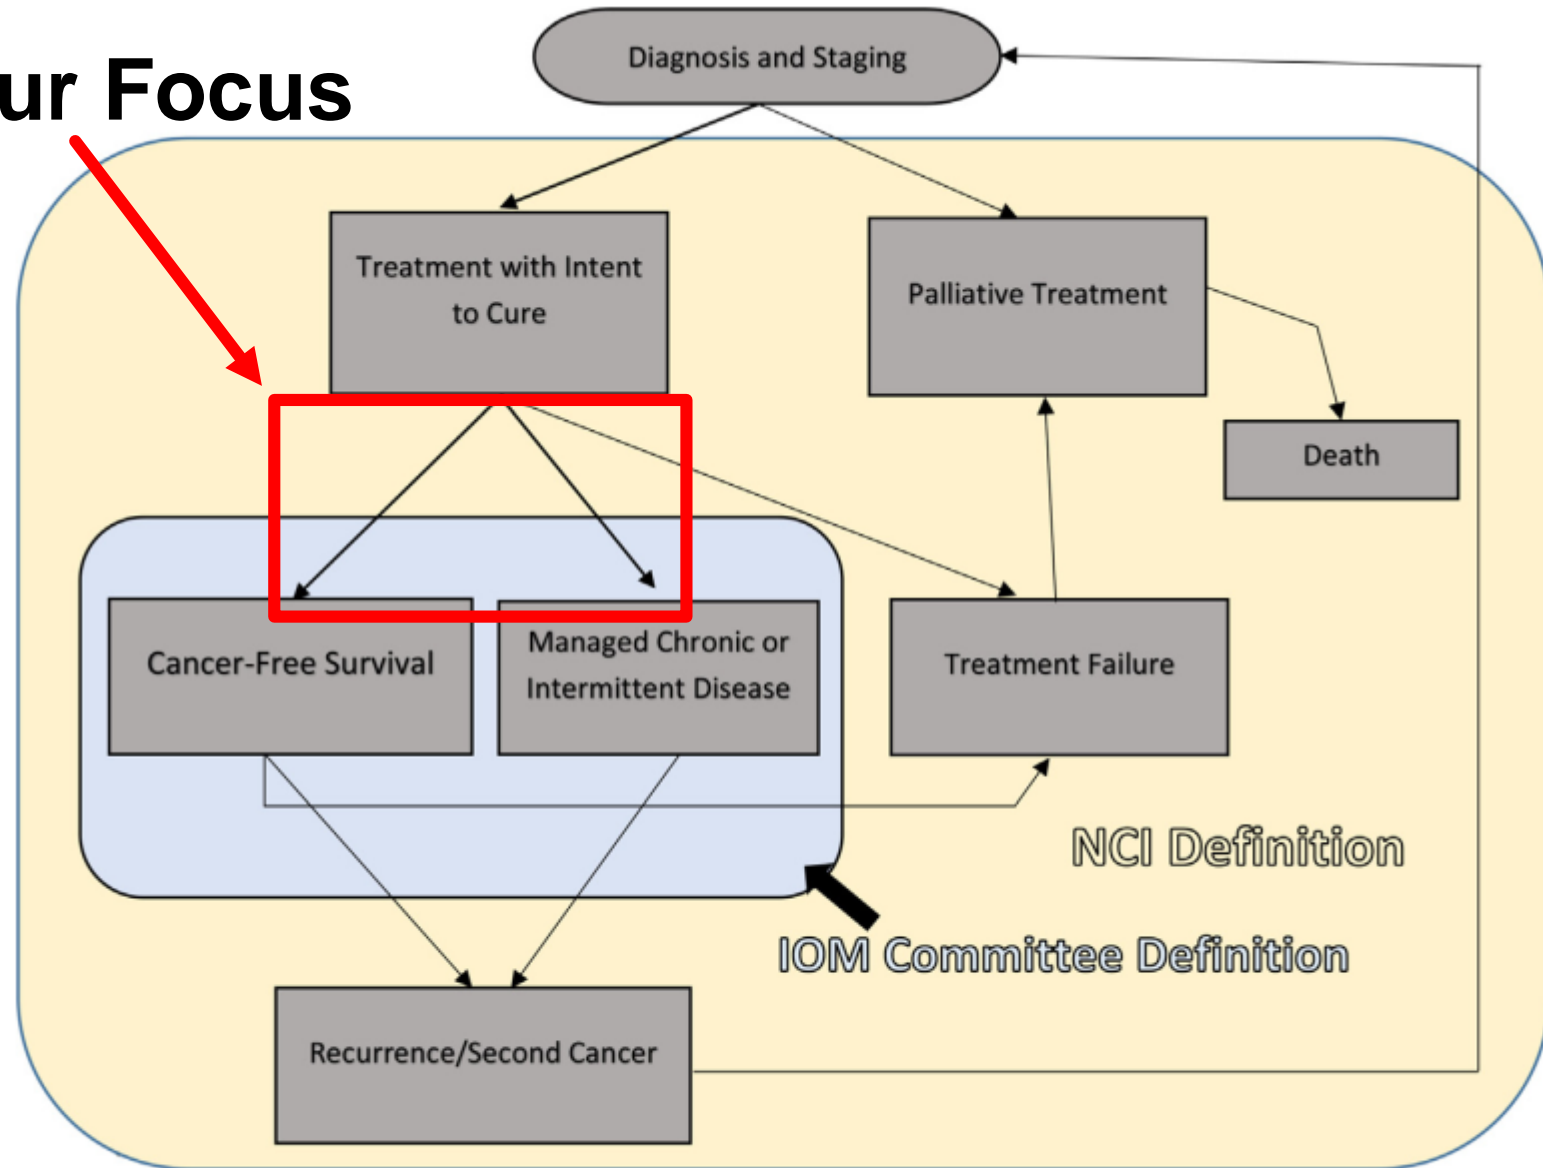 Diagnosis and Staging
ur Focus
Treatment with Intent
to Cure
Palliative Treatment
Death
Cancer-Free Survival
Managed Chronic or
Intermittent Disease
Treatment Failure
NCI Definition
IOM Committee Definition
Recurrence/Second Cancer